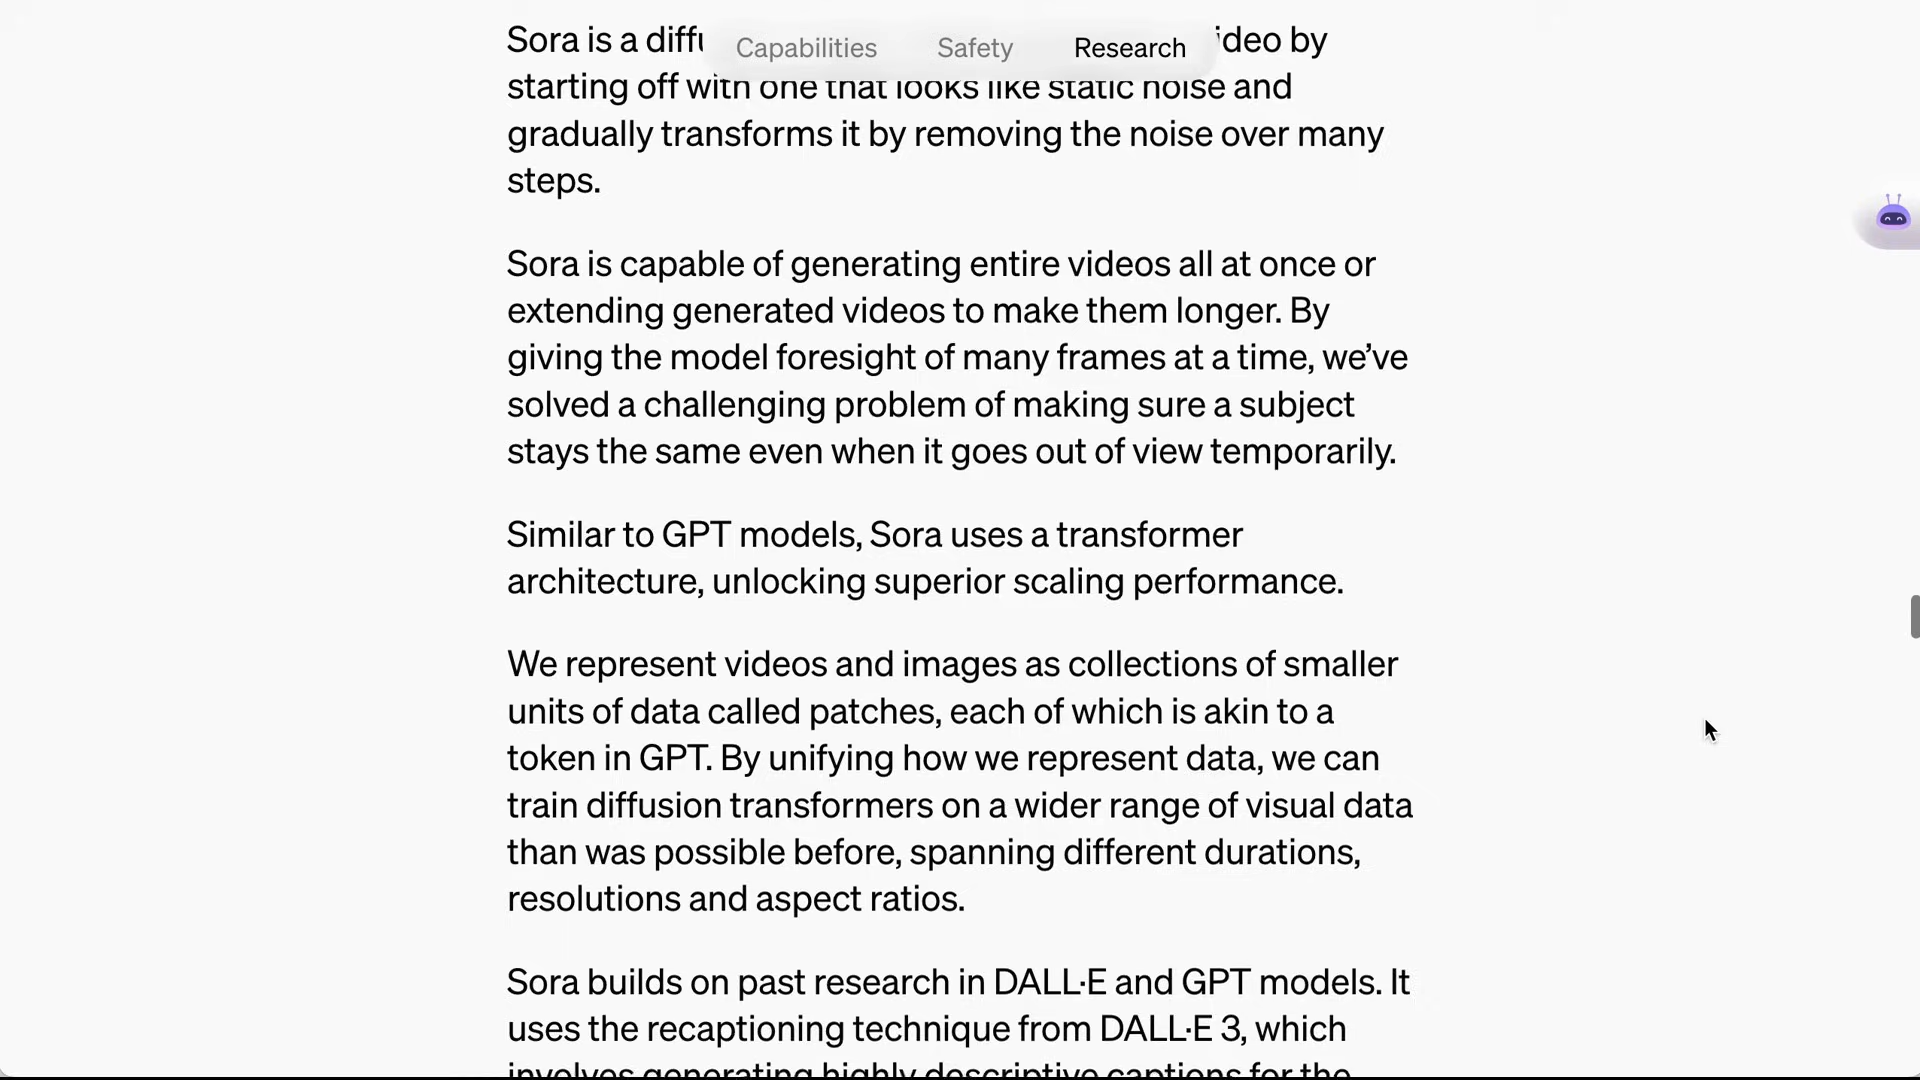 Capabilities Safety Research
Sora is a diffu ideo by
starting off with one that looks like static noise and
gradually transforms it by removing the noise over many
steps.
Sora is capable of generating entire videos all at once or
extending generated videos to make them longer. By
giving the model foresight of many frames at a time, we’ve
solved a challenging problem of making sure a subject
stays the same even when it goes out of view temporarily.
Similar to GPT models, Sora uses a transformer
architecture, unlocking superior scaling performance.
We represent videos and images as collections of smaller
units of data called patches, each of which is akin to a
token in GPT. By unifying how we represent data, we can
train diffusion transformers on a wider range of visual data
than was possible before, spanning different durations,
resolutions and aspect ratios.
Sora builds on past research in DALL·E and GPT models. It
uses the recaptioning technique from DALL·E 3, which
involves generating highly descriptive captions for the